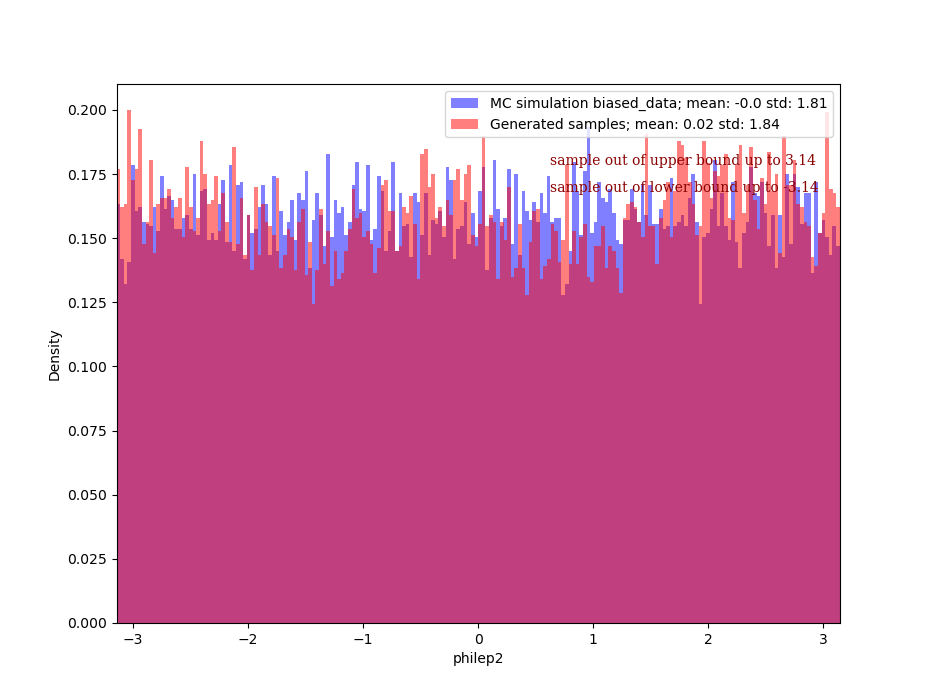 MC simulation biased_data; mean: -0.0 std: 1.81
Generated samples; mean: 0.02 std: 1.84
sample out of upper bound up to 3.14
sample out of lower bound up to -3.14
0.200
0.175
0.150
0.125
0.100
0.075
0.050
0.025
0.000
Density
−3 −2 −1 0 1 2 3
philep2